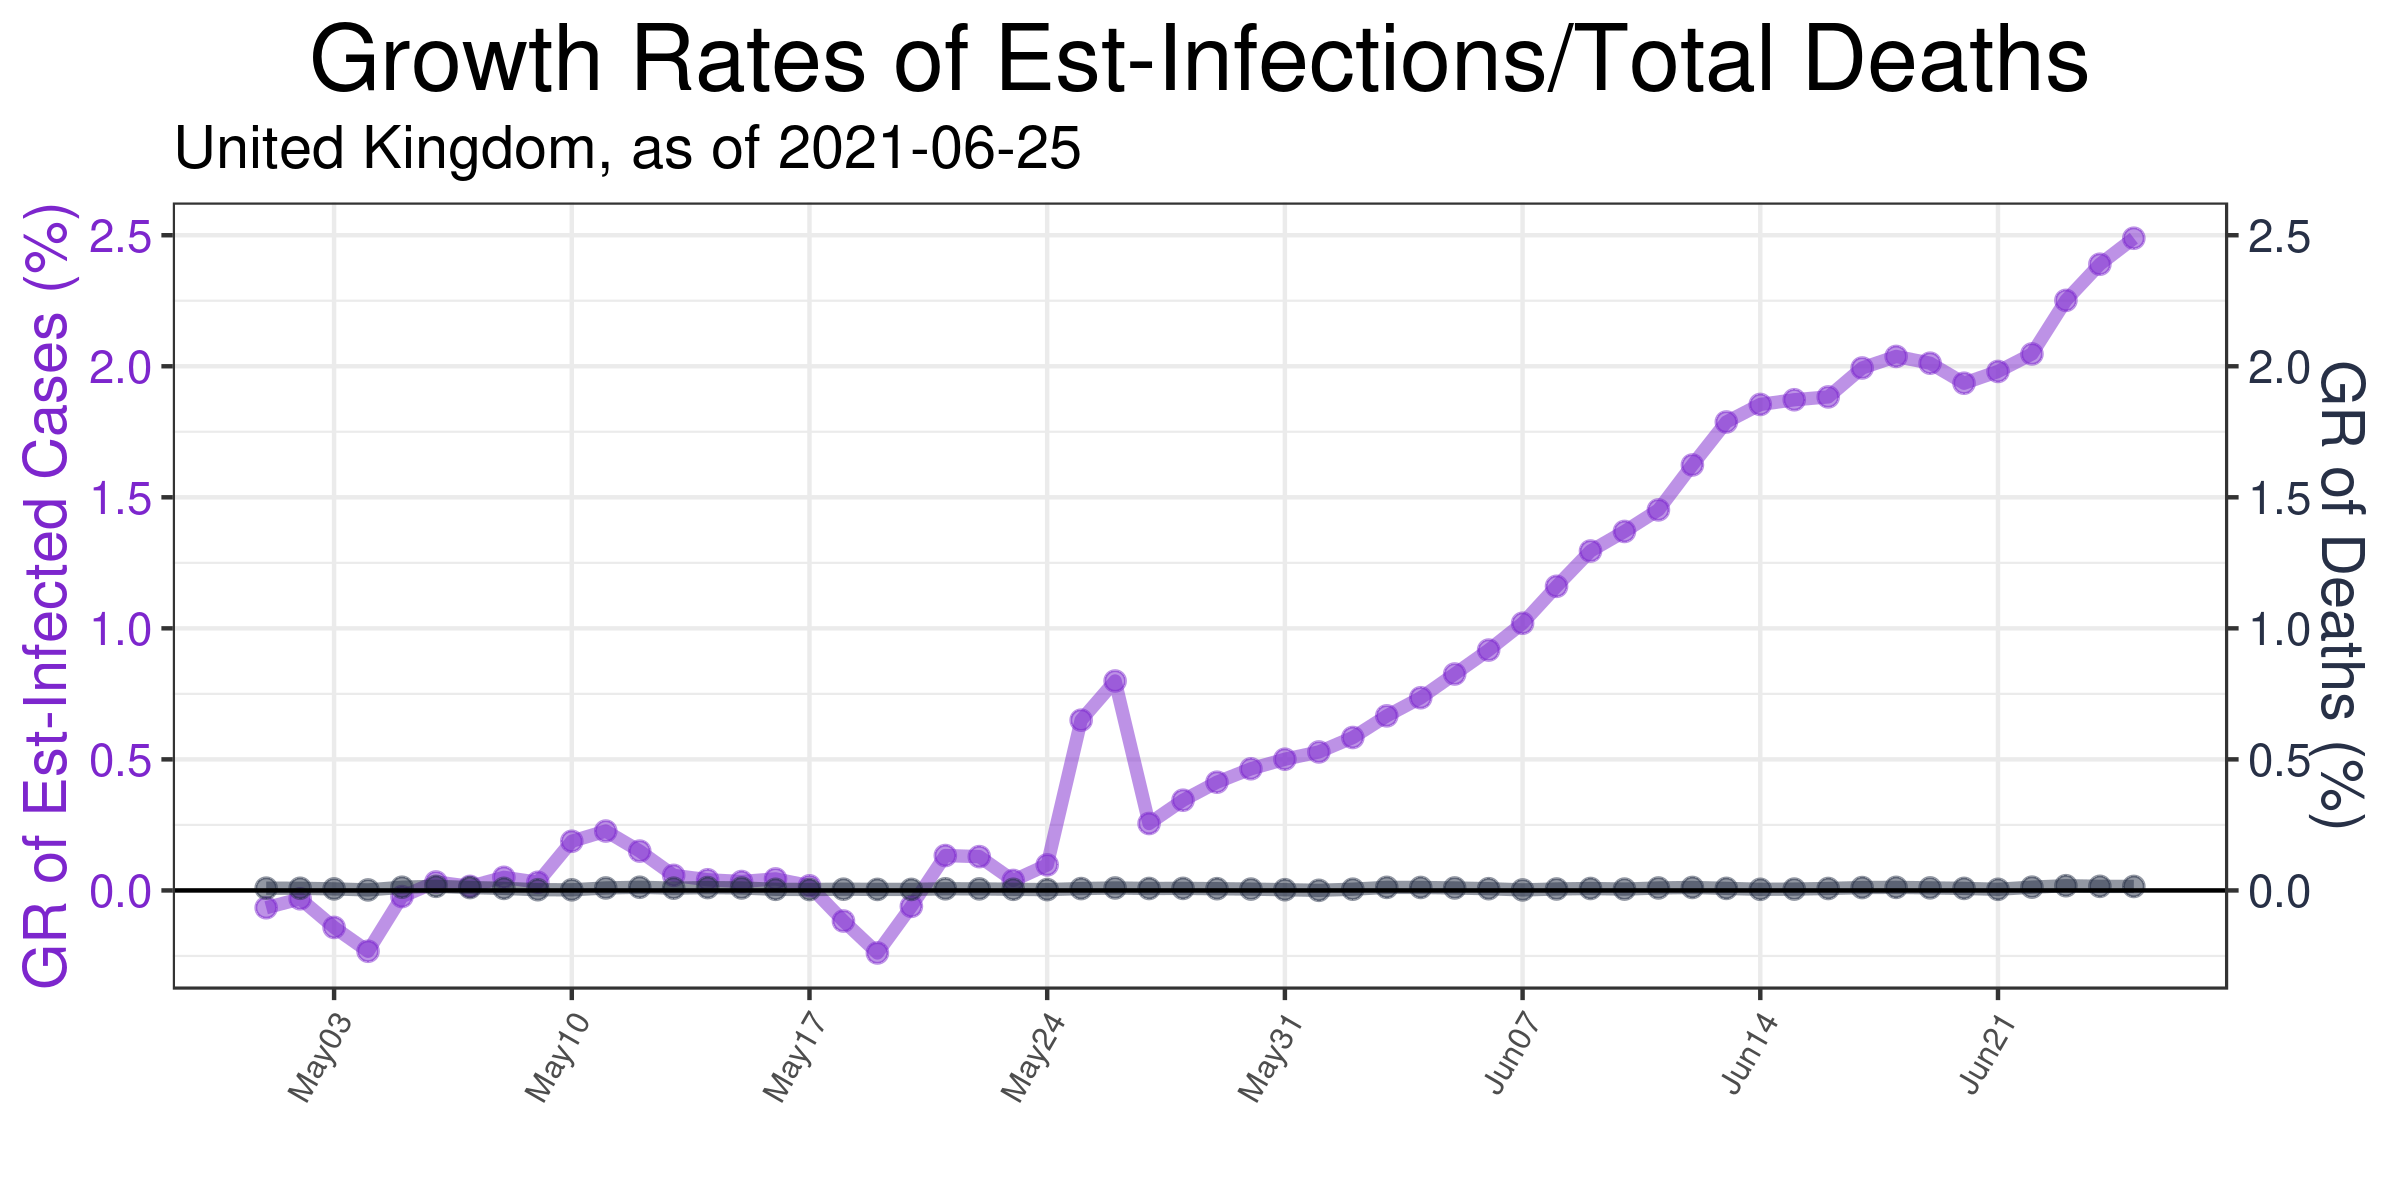 Growth Rates of Est-Infections/Total Deaths
United Kingdom, as of 2021-06-25
GR of Est-Infected Cases (%)
2.5
2.0
1.5
1.0
0.5
0.0
2.5
2.0
1.5
1.0
0.5
0.0
GR of Deaths (%)
May03
May10
May17
May24
May31
Jun07
Jun14
Jun21